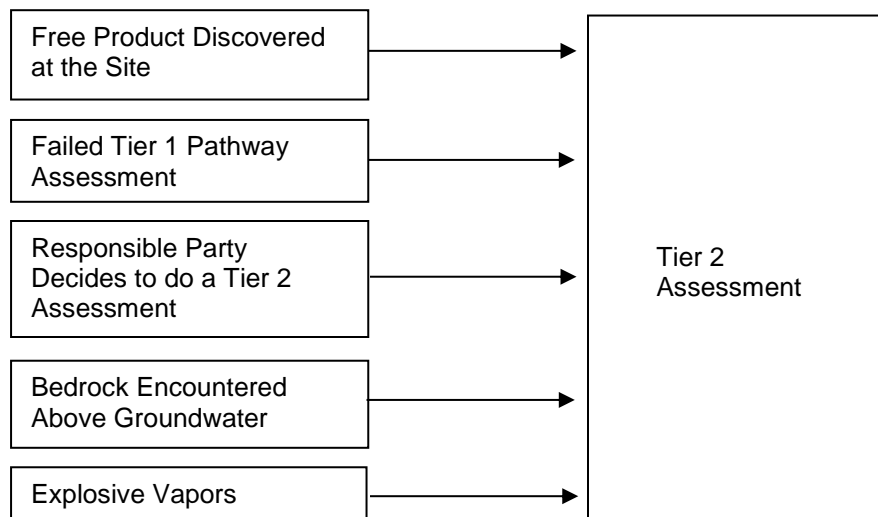 Free Product Discovered
at the Site
Failed Tier 1 Pathway
Assessment
Responsible Party
Decides to do a Tier 2
Assessment
Bedrock Encountered
Above Groundwater
Explosive Vapors
Tier 2
Assessment